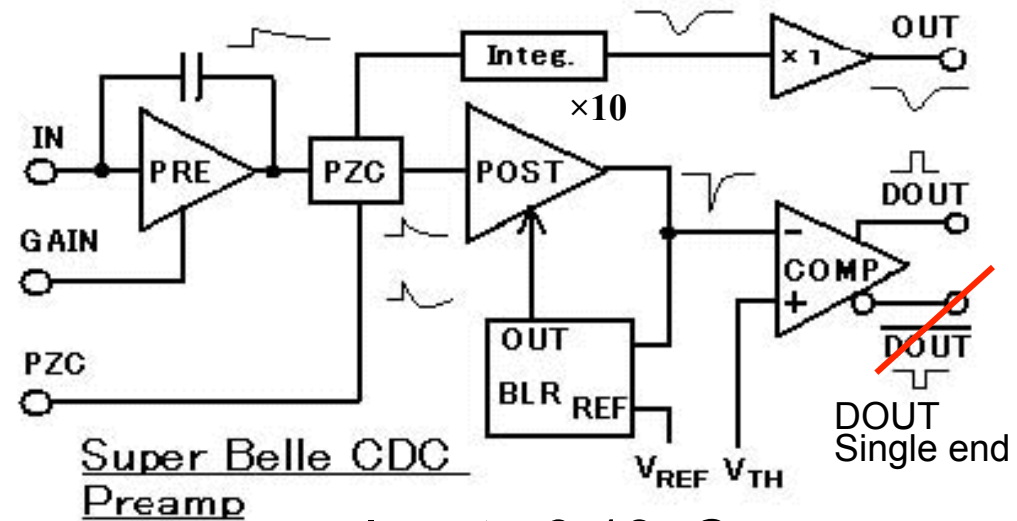 OUT
Integ.
× 1
×10
IN
PRE
PZC
POST
DOUT
GAIN
−
COMP
+
DOUT
PZC
OUT
BLR
REF
DOUT
Single end
Super Belle CDC
Preamp
VREF
VTH